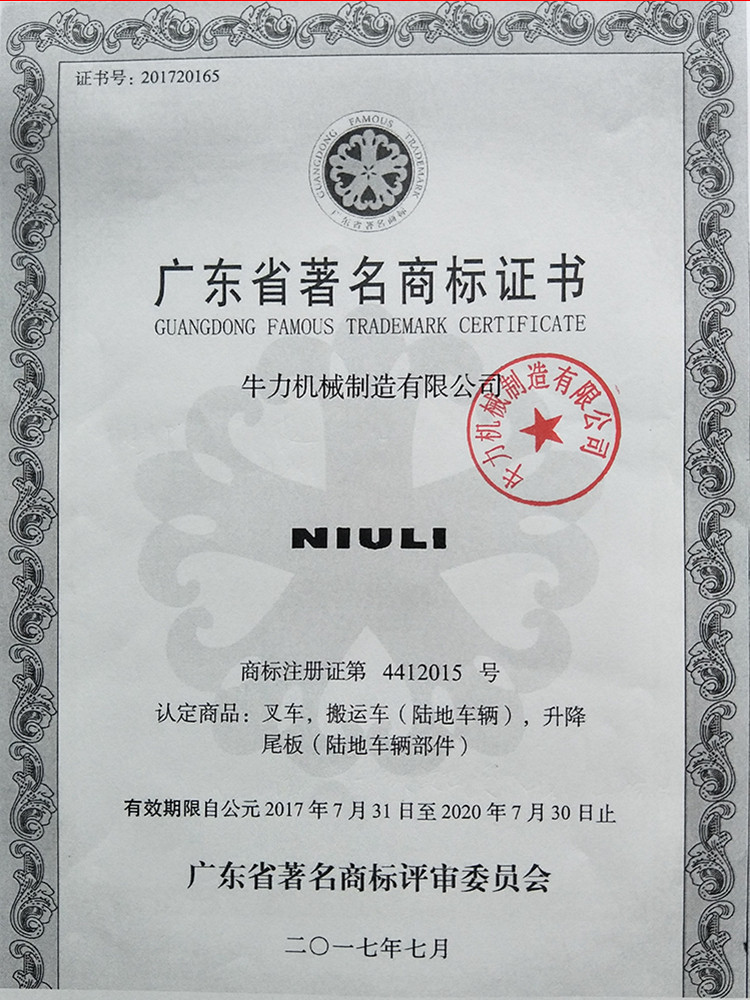 证书号：201720165
GUANGDONG FAMOUS TRADEMARK
广东省著名商标
广东省著名商标证书
GUANGDONG FAMOUS TRADEMARK CERTIFICATE
牛力机械制造有限公司
牛力机械制造有限公司
NIULI
商标注册证第 4412015 号
认定商品：叉车，搬运车（陆地车辆），升降
尾板（陆地车辆部件）
有效期限自公元 2017 年 7 月 31 日至 2020 年 7 月 30 日止
广东省著名商标评审委员会
二〇一七年七月